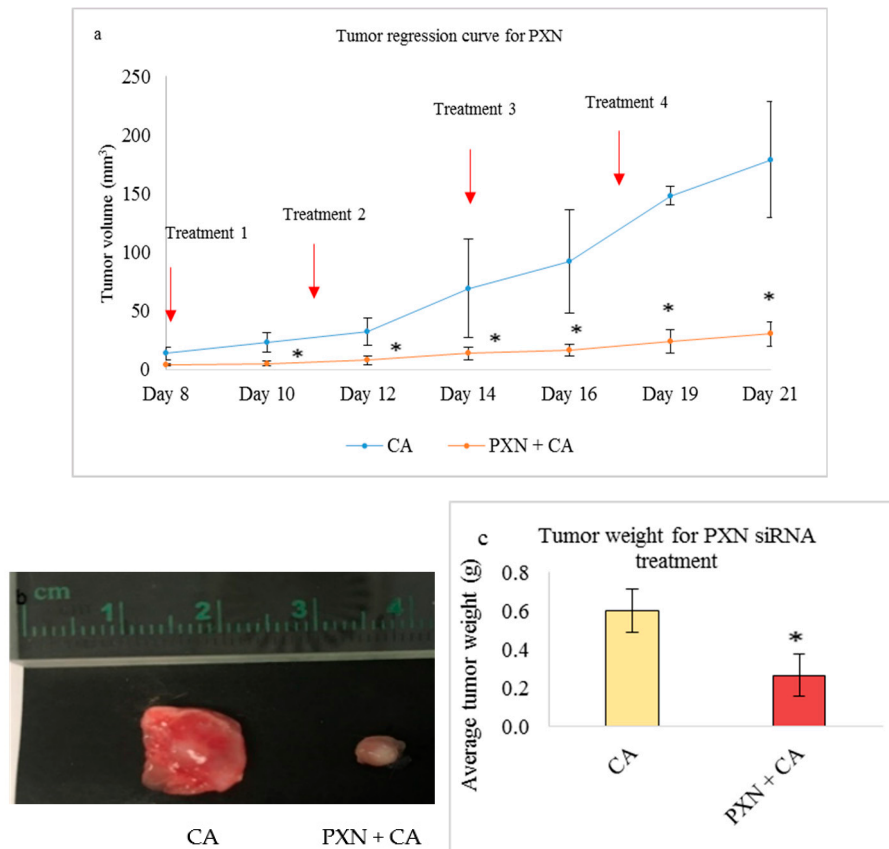 a
Tumor regression curve for PXN
Tumor volume (mm³)
250
200
150
100
50
0
Treatment 1
Treatment 2
Treatment 3
Treatment 4
*
*
*
*
*
*
Day 8
Day 10
Day 12
Day 14
Day 16
Day 19
Day 21
CA
PXN + CA
b
cm
1
2
3
4
CA
PXN + CA
c
Tumor weight for PXN siRNA
treatment
Average tumor weight (g)
0.8
0.6
0.4
0.2
0.0
*
CA
PXN + CA